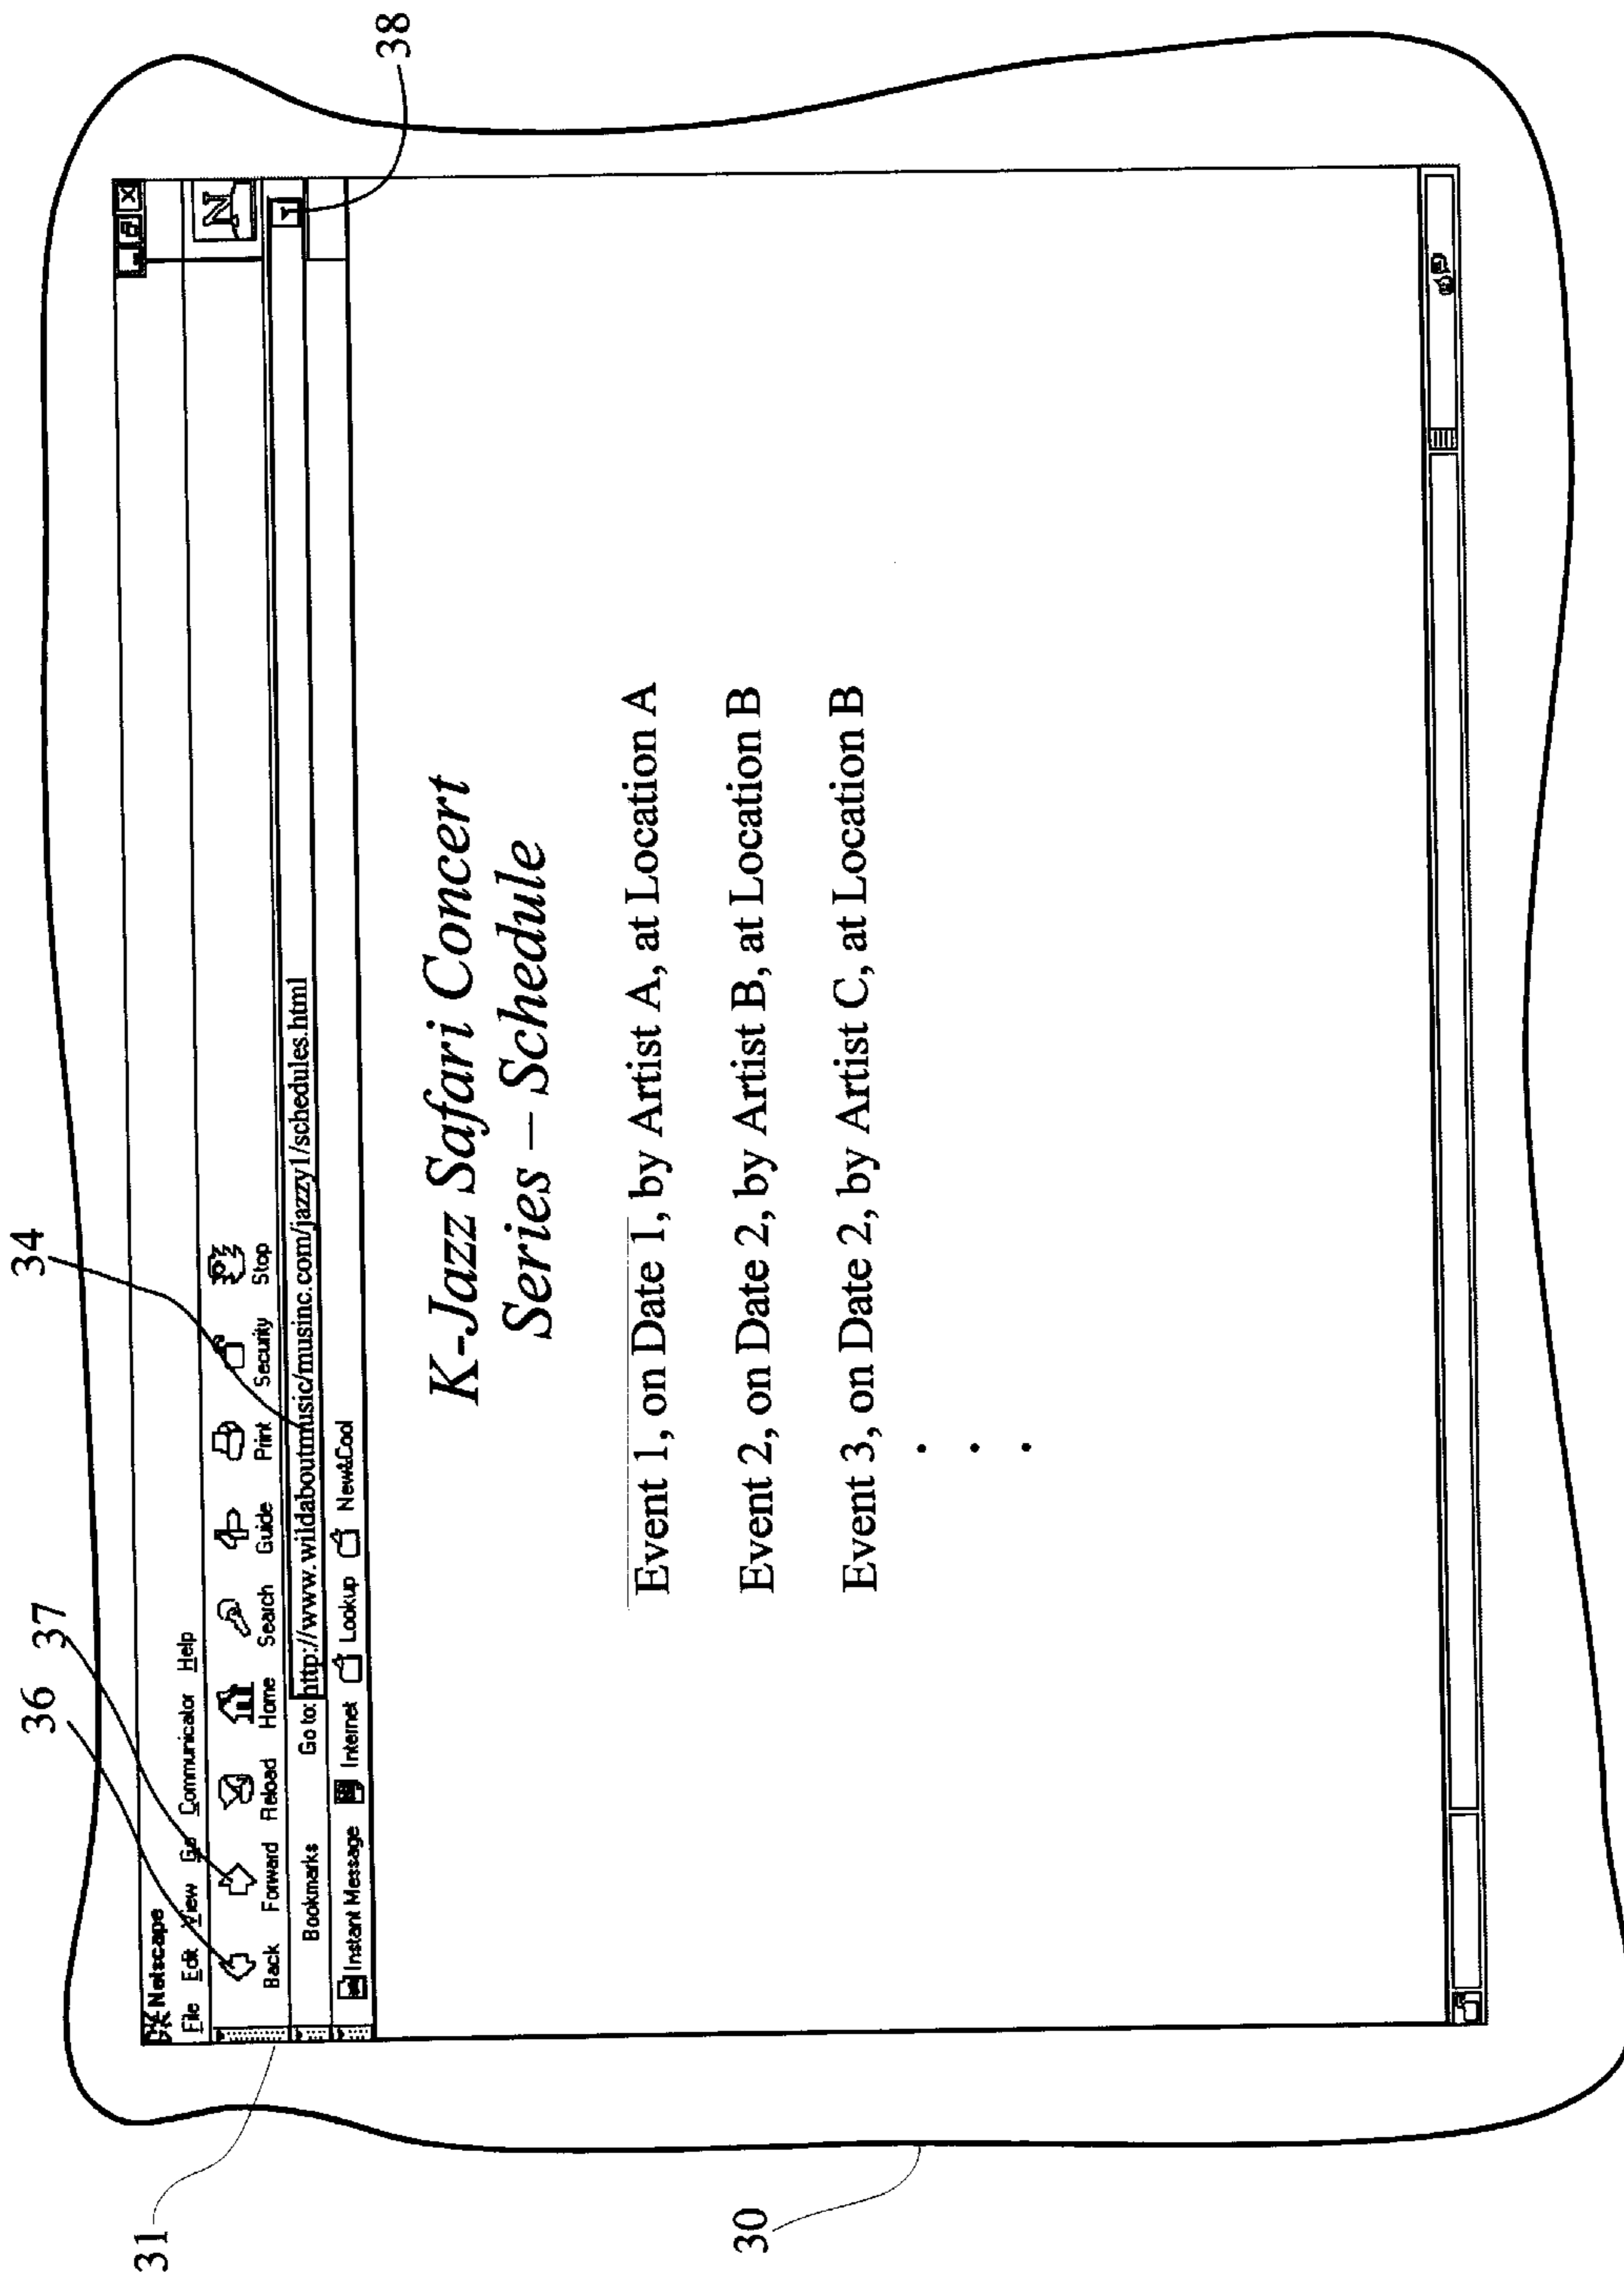 34
36
37
38
31
30
Netscape
File Edit View Go Communicator Help
Back Forward Reload Home Search Guide Print Security Stop
N
Bookmarks Go to: http://www.wildaboutmusic/musinc.com/jazzy1/schedules.html
Instant Message Internet Lookup New&Cool
K-Jazz Safari Concert
Series – Schedule
Event 1, on Date 1, by Artist A, at Location A
Event 2, on Date 2, by Artist B, at Location B
Event 3, on Date 2, by Artist C, at Location B